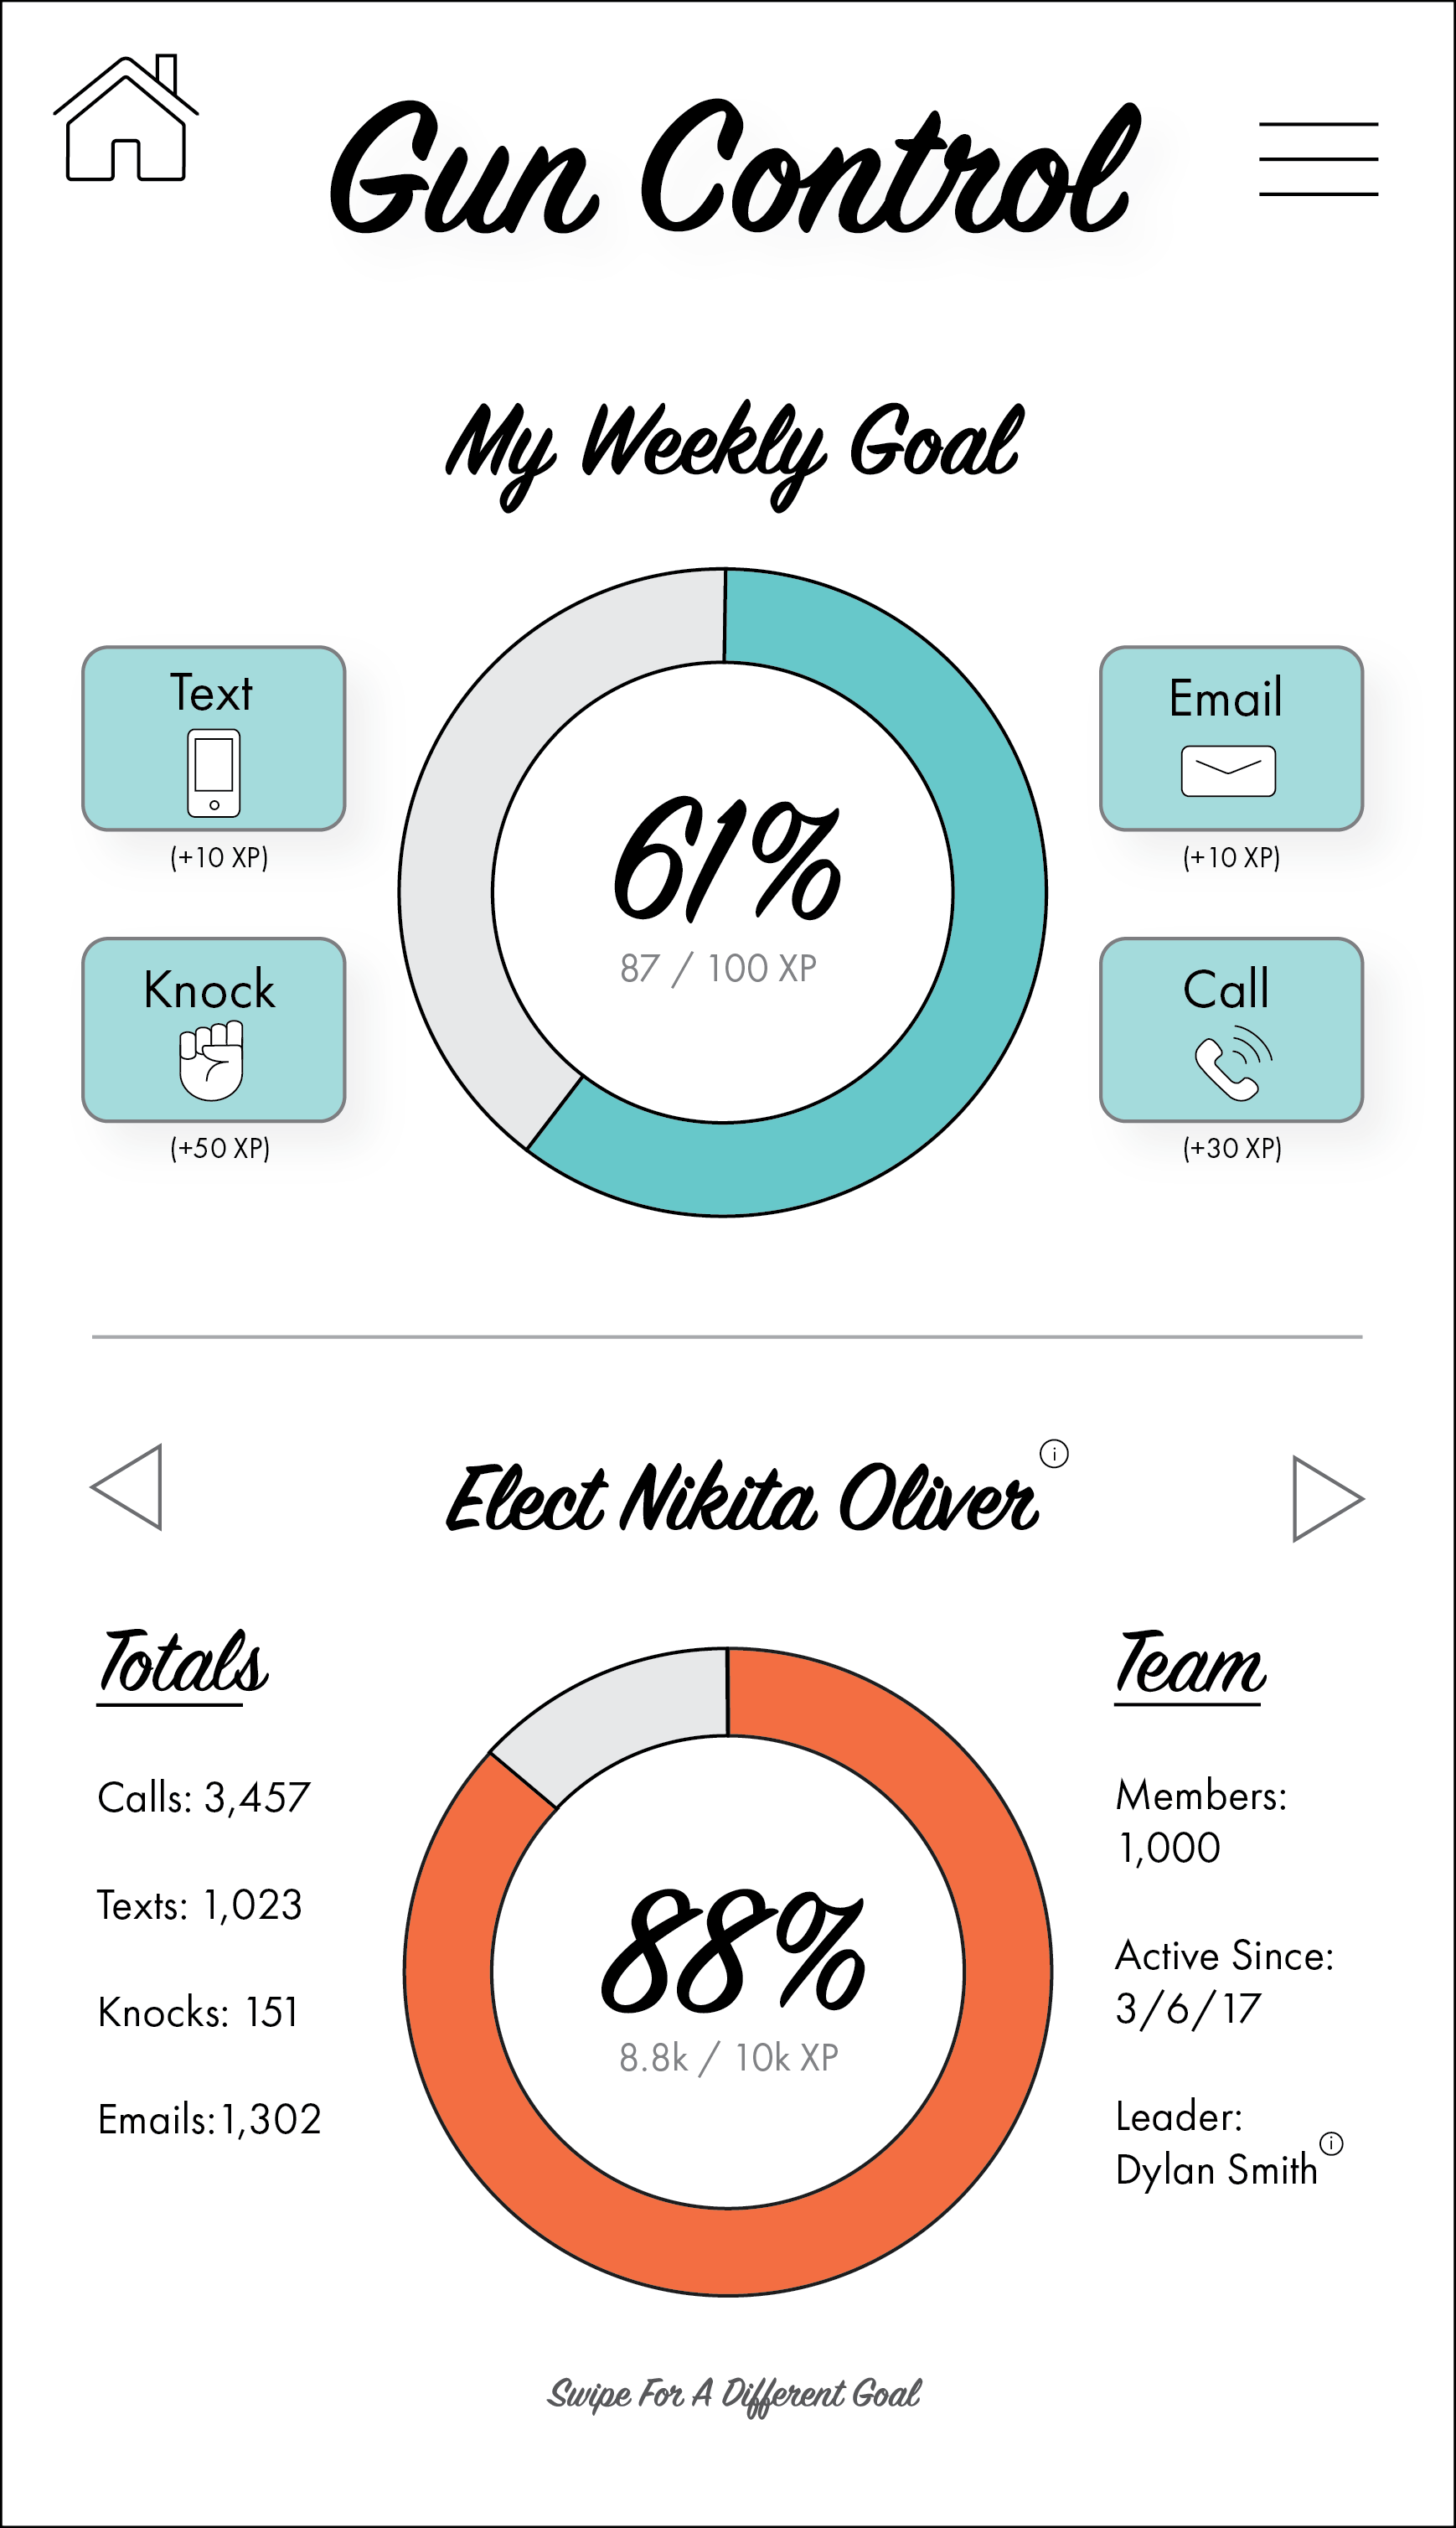 Gun Control
My Weekly Goal
Text
(+10 XP)
Email
(+10 XP)
61%
87 / 100 XP
Knock
(+50 XP)
Call
(+30 XP)
Elect Nikita Oliver i
Totals
Calls: 3,457
Texts: 1,023
Knocks: 151
Emails:1,302
88%
8.8k / 10k XP
Team
Members:
1,000
Active Since:
3/6/17
Leader:
Dylan Smith i
Swipe For A Different Goal